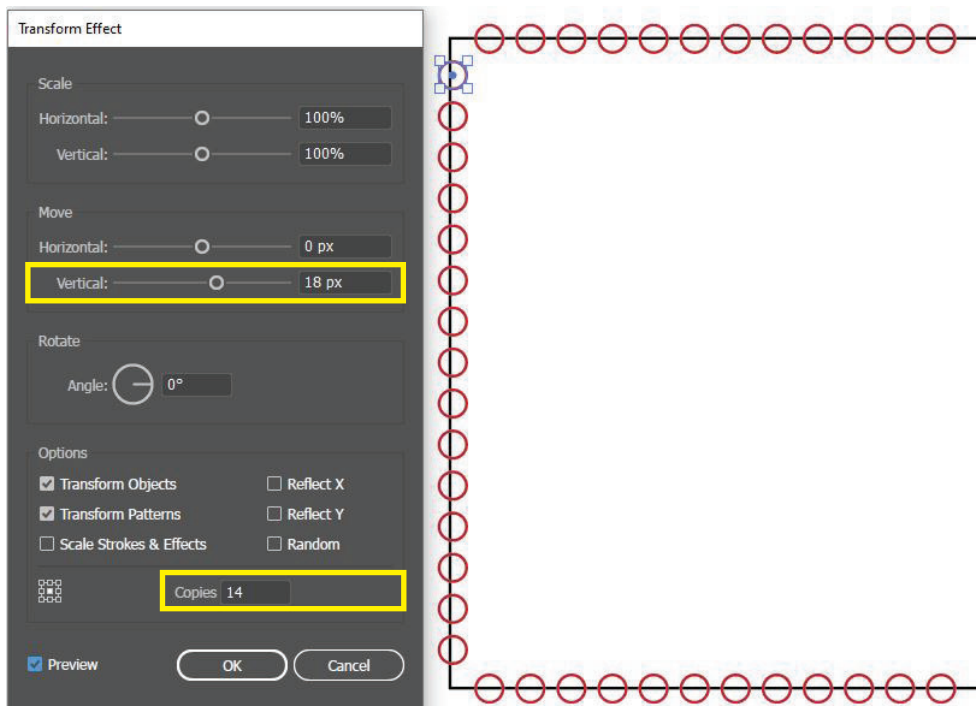 Transform Effect
Scale
Horizontal: 100%
Vertical: 100%
Move
Horizontal: 0 px
Vertical: 18 px
Rotate
Angle: 0°
Options
Transform Objects Reflect X
Transform Patterns Reflect Y
Scale Strokes & Effects Random
Copies 14
Preview OK Cancel